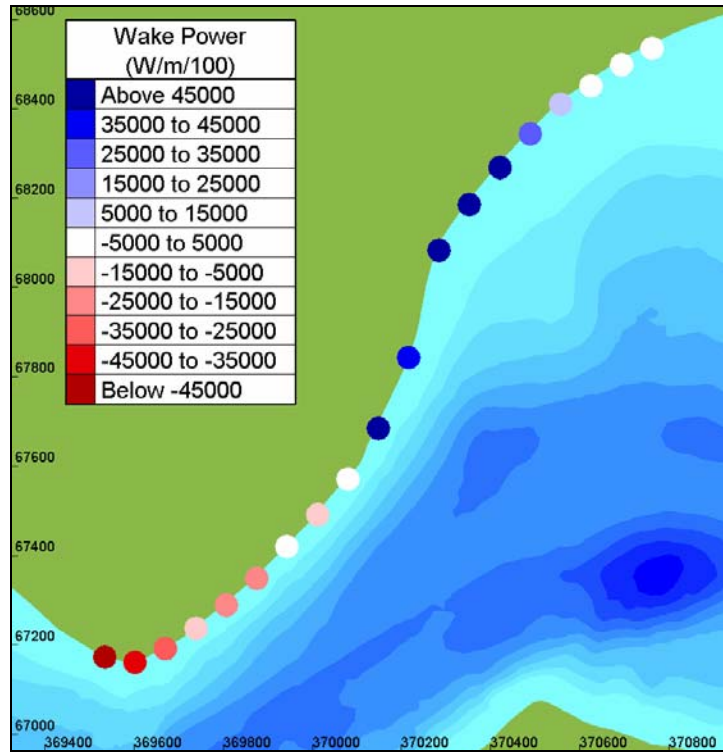 68600
Wake Power
(W/m/100)
Above 45000
35000 to 45000
25000 to 35000
15000 to 25000
5000 to 15000
-5000 to 5000
-15000 to -5000
-25000 to -15000
-35000 to -25000
-45000 to -35000
Below -45000
68400
68200
68000
67800
67600
67400
67200
67000
369400 369600 369800 370000 370200 370400 370600 370800